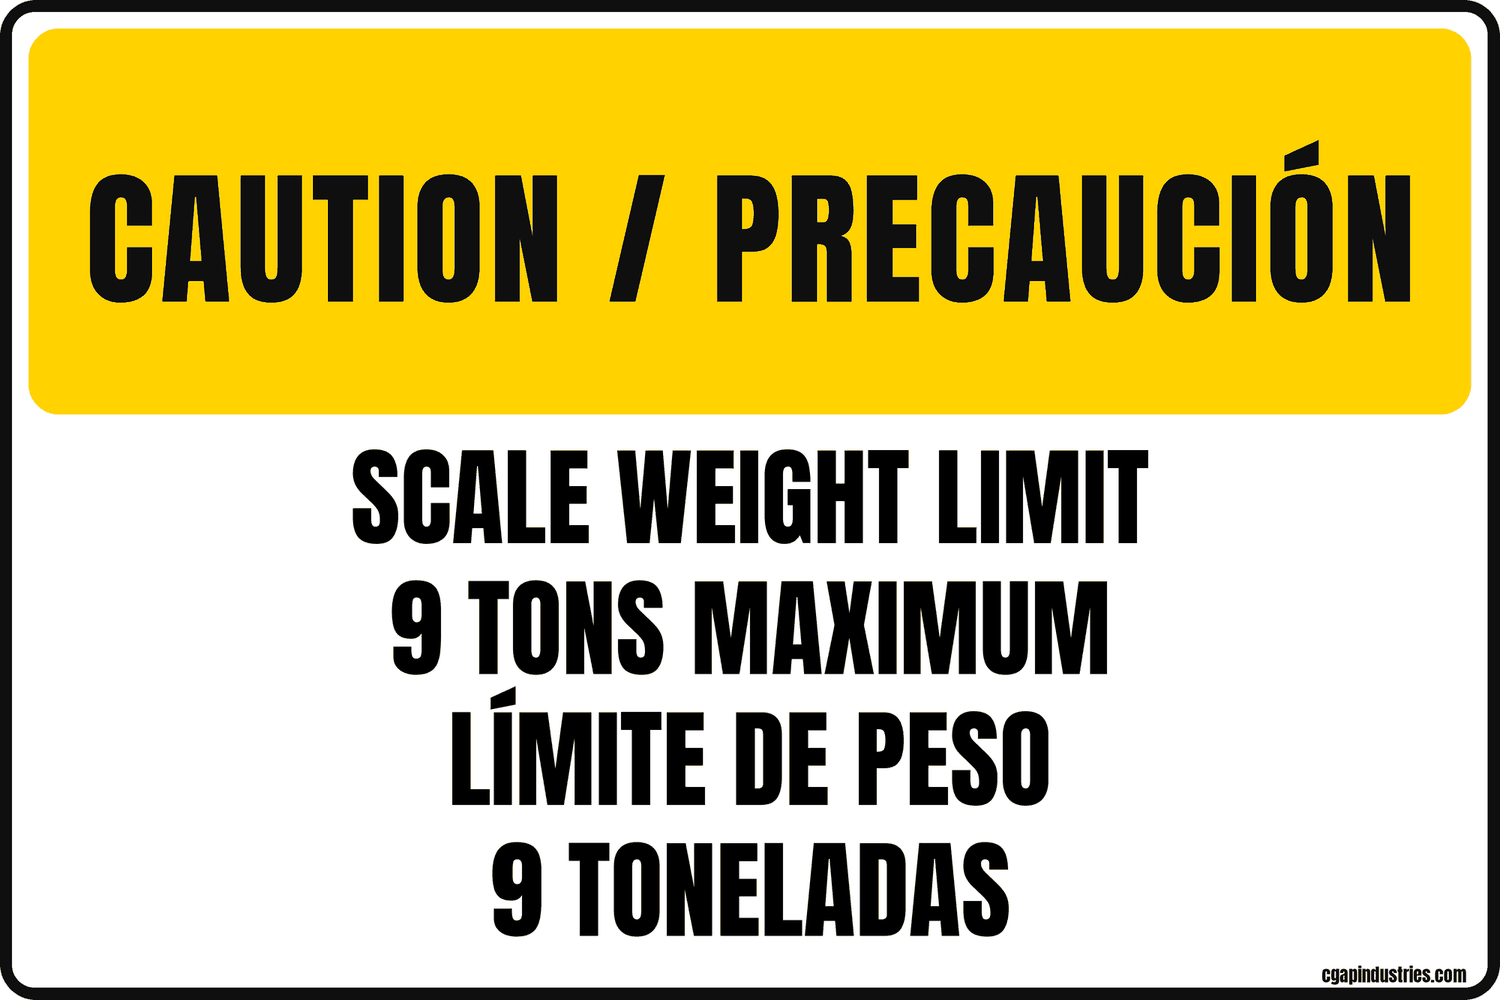 CAUTION / PRECAUCIÓN
SCALE WEIGHT LIMIT
9 TONS MAXIMUM
LÍMITE DE PESO
9 TONELADAS
cgapindustries.com